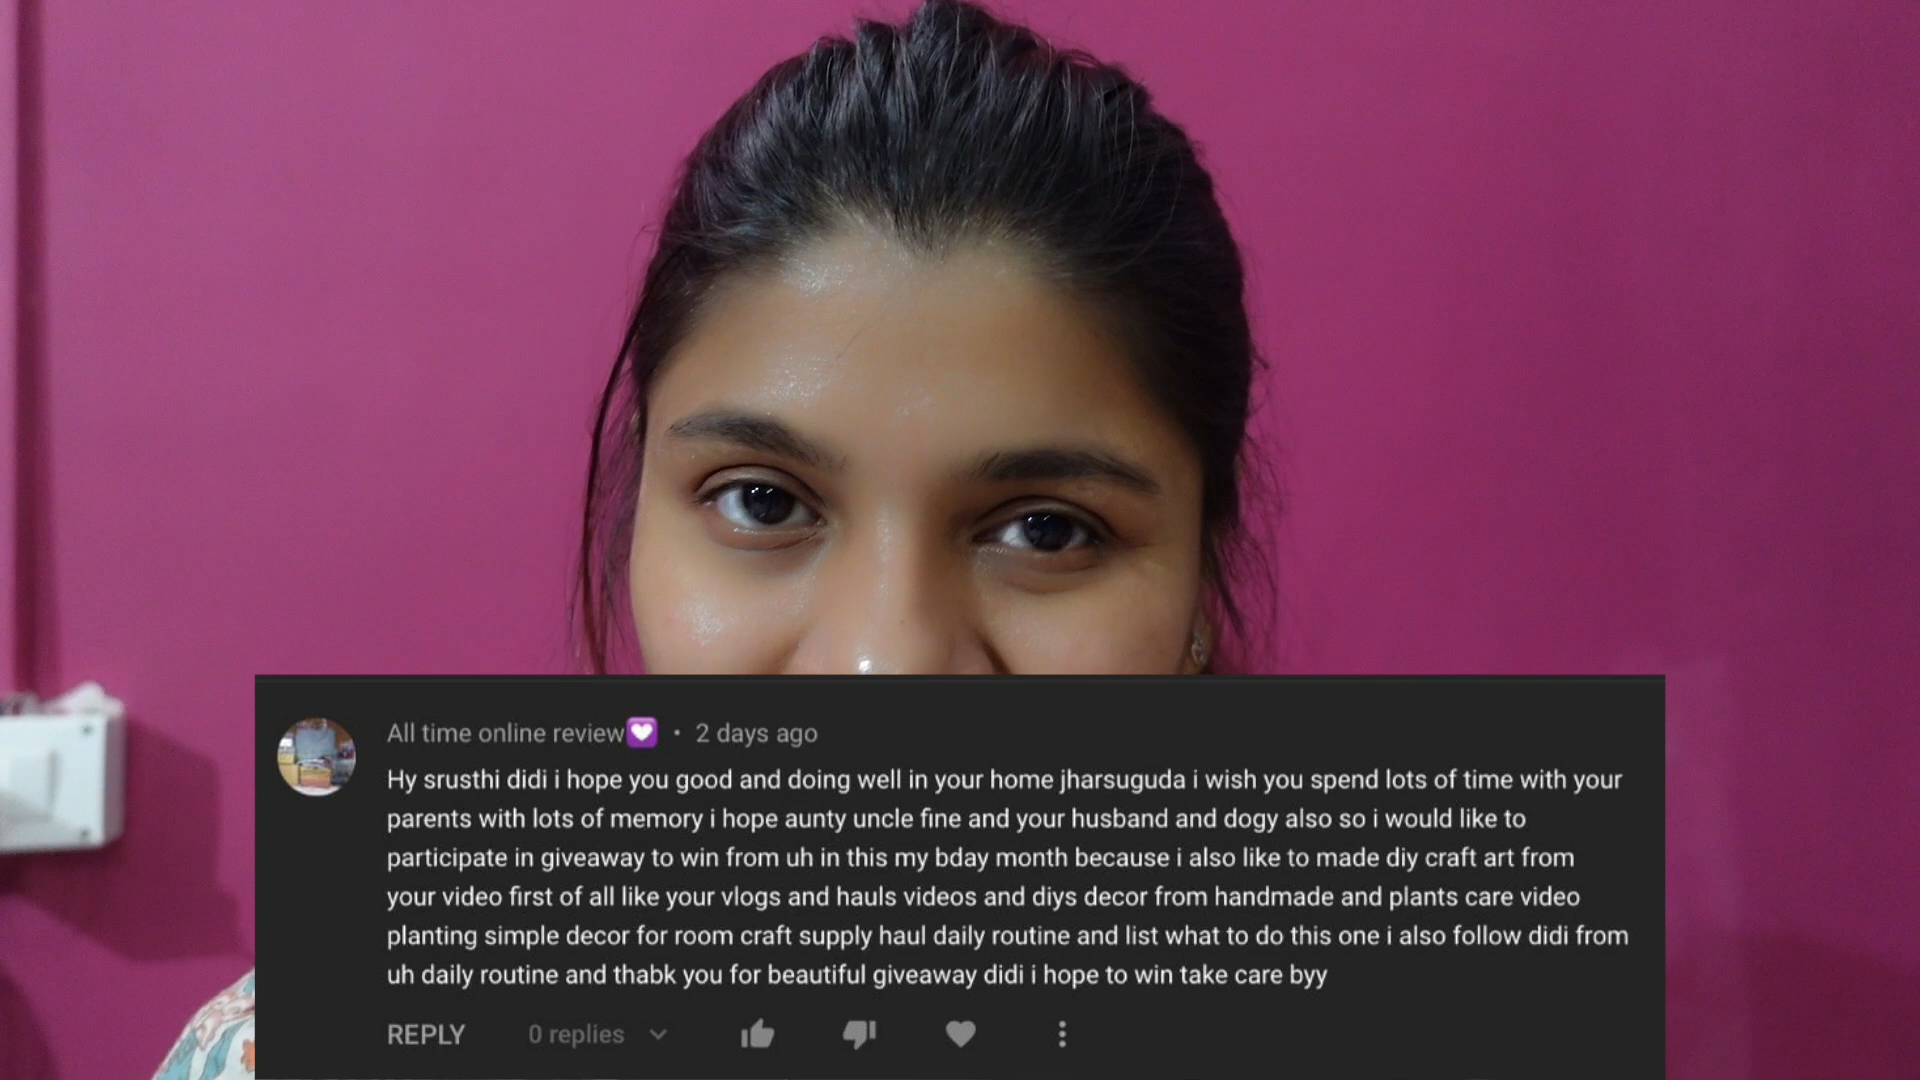 All time online review💜 • 2 days ago
Hy srusthi didi i hope you good and doing well in your home jharsuguda i wish you spend lots of time with your
parents with lots of memory i hope aunty uncle fine and your husband and dogy also so i would like to
participate in giveaway to win from uh in this my bday month because i also like to made diy craft art from
your video first of all like your vlogs and hauls videos and diys decor from handmade and plants care video
planting simple decor for room craft supply haul daily routine and list what to do this one i also follow didi from
uh daily routine and thabk you for beautiful giveaway didi i hope to win take care byy
REPLY 0 replies